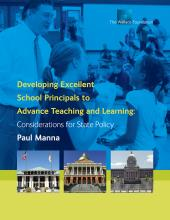 The Wallace Foundation
Developing Excellent
School Principals to
Advance Teaching and Learning:
Considerations for State Policy
Paul Manna